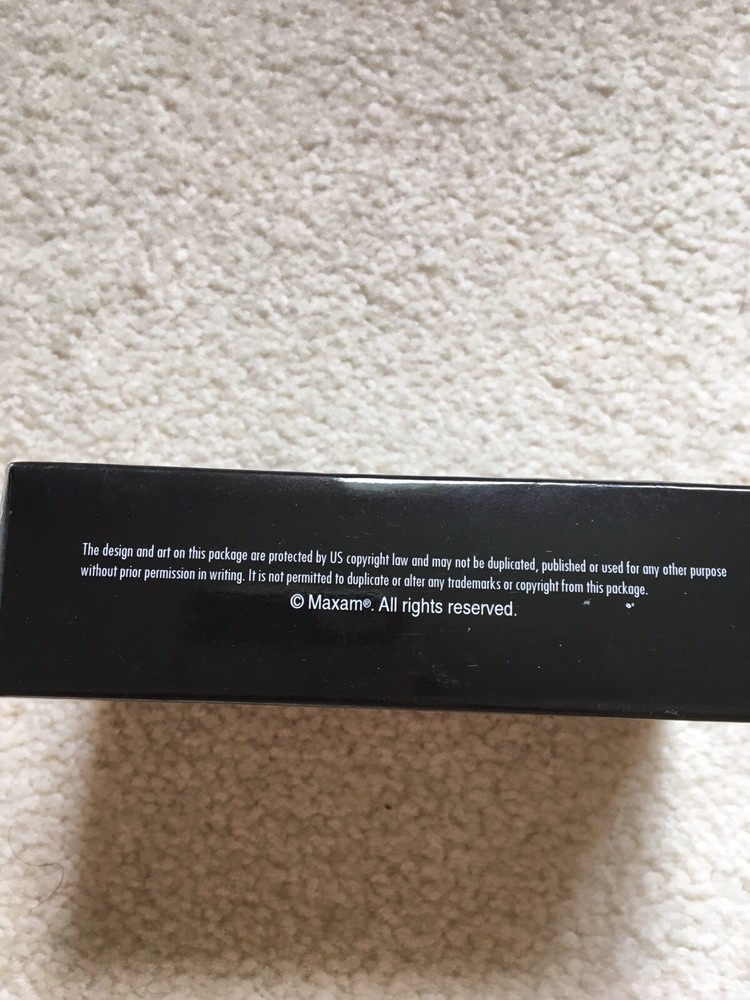 The design and art on this package are protected by US copyright law and may not be duplicated, published or used for any other purpose
without prior permission in writing. It is not permitted to duplicate or alter any trademarks or copyright from this package.
© Maxam®. All rights reserved.